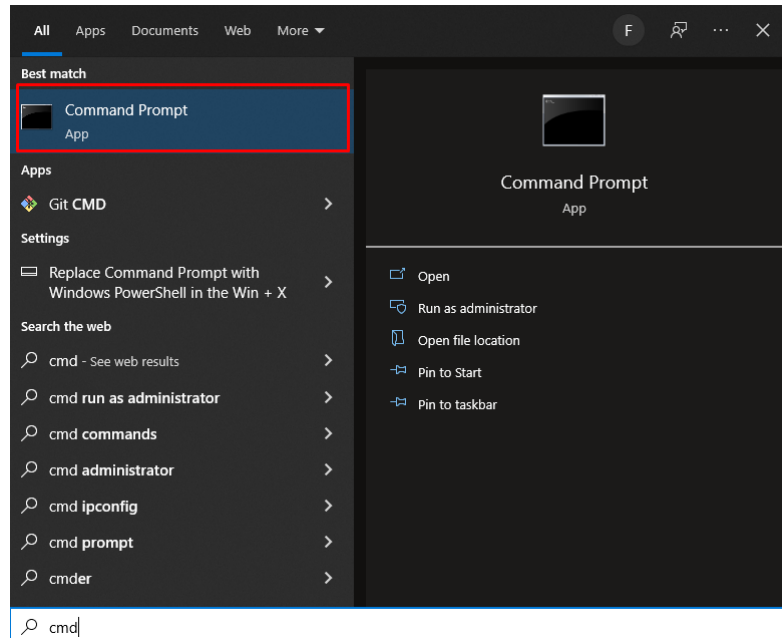 All Apps Documents Web More F
Best match
Command Prompt
App
Apps
Git CMD
Settings
Replace Command Prompt with
Windows PowerShell in the Win + X
Search the web
cmd - See web results
cmd run as administrator
cmd commands
cmd administrator
cmd ipconfig
cmd prompt
cmder
cmd
Command Prompt
App
Open
Run as administrator
Open file location
Pin to Start
Pin to taskbar